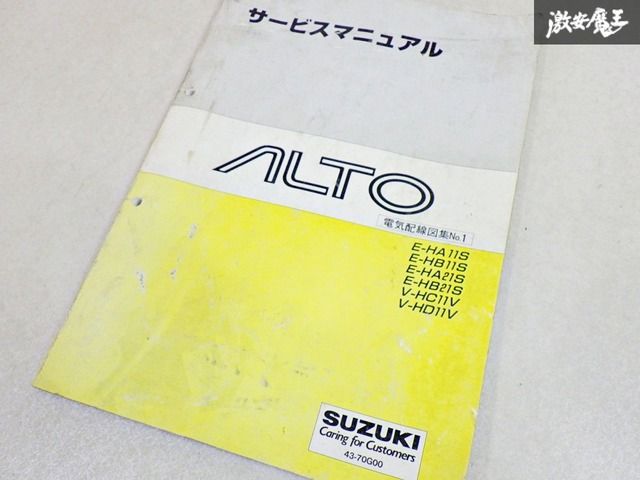 激安魔王
サービスマニュアル
ALTO
電気配線図集No.1
E-HA11S
E-HB11S
E-HA21S
E-HB21S
V-HC11V
V-HD11V
SUZUKI
Caring for Customers
43-70G00